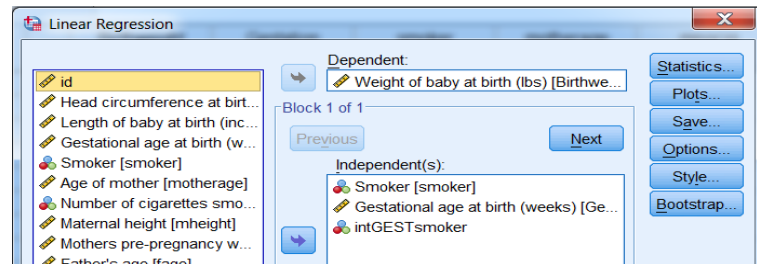 Linear Regression
id
Head circumference at birt...
Length of baby at birth (inc...
Gestational age at birth (w...
Smoker [smoker]
Age of mother [motherage]
Number of cigarettes smo...
Maternal height [mheight]
Mothers pre-pregnancy w...
Father's age [fage]
Dependent:
Weight of baby at birth (lbs) [Birthwe...
Block 1 of 1
Previous
Next
Independent(s):
Smoker [smoker]
Gestational age at birth (weeks) [Ge...
intGESTsmoker
Statistics...
Plots...
Save...
Options...
Style...
Bootstrap...